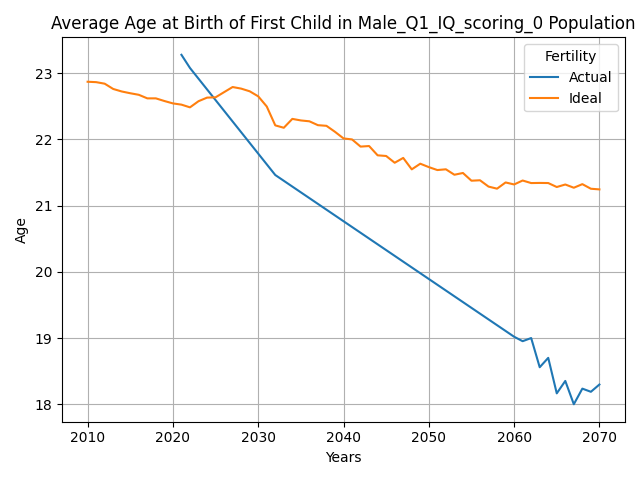 Average Age at Birth of First Child in Male_Q1_IQ_scoring_0 Population
Fertility
Actual
Ideal
Age
23
22
21
20
19
18
2010 2020 2030 2040 2050 2060 2070
Years